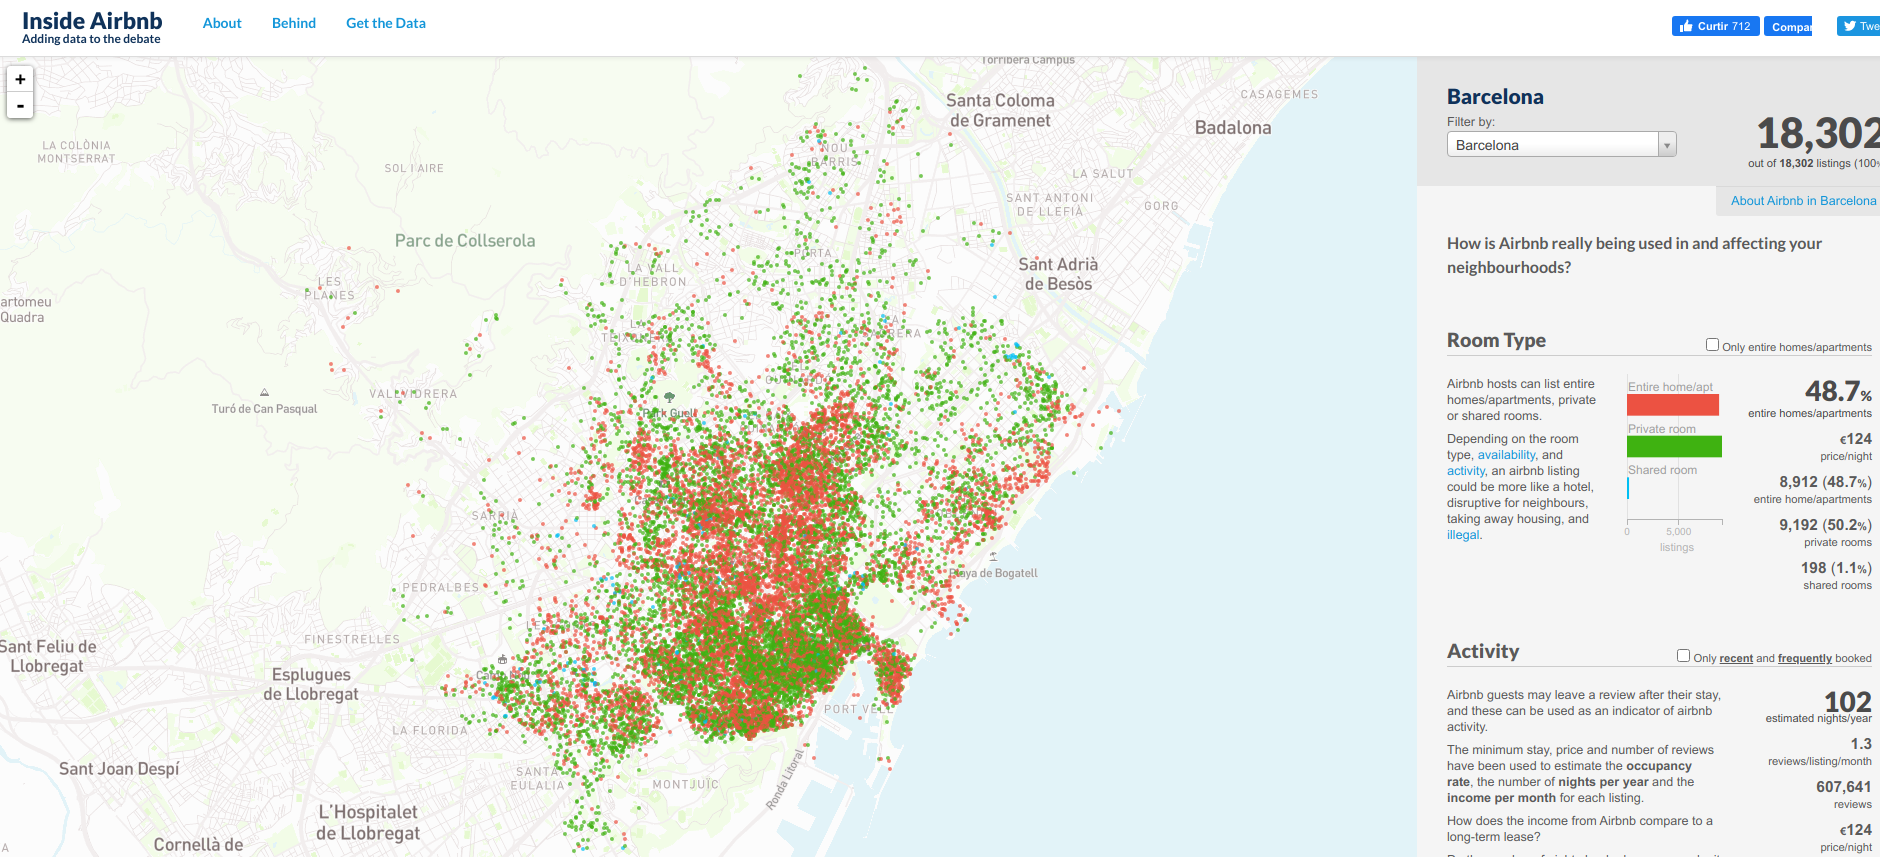 Inside Airbnb
Adding data to the debate
About
Behind
Get the Data
Curtir 712
Compar
Twe
+
-
Torribera Campus
Santa Coloma
de Gramenet
CASAGEMES
Badalona
LA COLÒNIA
MONTSERRAT
SOL I AIRE
NOU
BARRIS
LA SALUT
SANT ANTONI
DE LLEFIÀ
GORG
Parc de Collserola
PORTA
LA VALL
D'HEBRON
Sant Adrià
de Besòs
LES
PLANES
artomeu
Quadra
LA
TEIXONERA
LA
SAGRERA
EL
GUINARDÓ
VALLVIDRERA
Turó de Can Pasqual
Park Güell
SARRIÀ
Playa de Bogatell
PEDRALBES
LES CORTS
FINESTRELLES
Sant Feliu de
Llobregat
Esplugues
de Llobregat
Camp Nou
PORT VELL
LA FLORIDA
Sant Joan Despí
SANTA
EULALIA
MONTJUÏC
Ronda Litoral
L'Hospitalet
de Llobregat
Cornellà de
A
Barcelona
Filter by:
Barcelona
18,302
out of 18,302 listings (100%
About Airbnb in Barcelona
How is Airbnb really being used in and affecting your
neighbourhoods?
Room Type
Only entire homes/apartments
Airbnb hosts can list entire
homes/apartments, private
or shared rooms.
Depending on the room
type, availability, and
activity, an airbnb listing
could be more like a hotel,
disruptive for neighbours,
taking away housing, and
illegal.
Entire home/apt
Private room
Shared room
0
5,000
listings
48.7%
entire homes/apartments
€124
price/night
8,912 (48.7%)
entire home/apartments
9,192 (50.2%)
private rooms
198 (1.1%)
shared rooms
Activity
Only recent and frequently booked
Airbnb guests may leave a review after their stay,
and these can be used as an indicator of airbnb
activity.
The minimum stay, price and number of reviews
have been used to estimate the occupancy
rate, the number of nights per year and the
income per month for each listing.
How does the income from Airbnb compare to a
long-term lease?
102
estimated nights/year
1.3
reviews/listing/month
607,641
reviews
€124
price/night